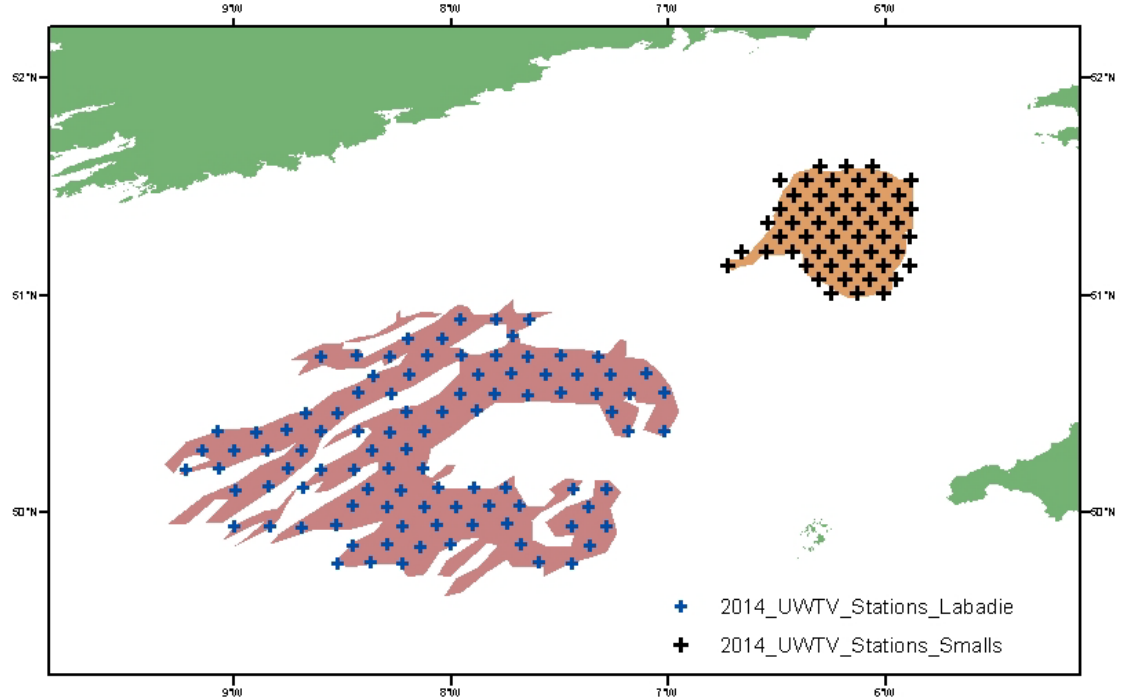 9°W 8°W 7°W 6°W
52°N 52°N
51°N 51°N
50°N 50°N
2014_UWTV_Stations_Labadie
2014_UWTV_Stations_Smalls
9°W 8°W 7°W 6°W